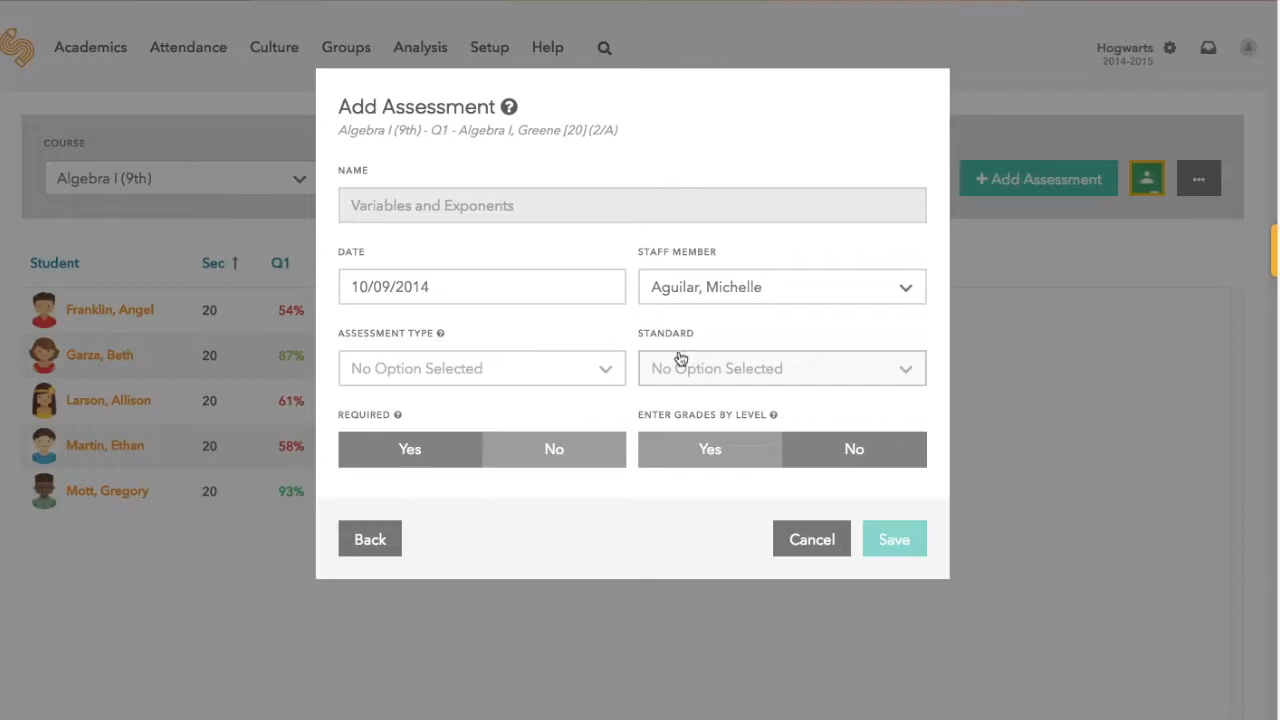 Academics Attendance Culture Groups Analysis Setup Help
Hogwarts
2014-2015
Add Assessment
Algebra I (9th) - Q1 - Algebra I, Greene [20] (2/A)
COURSE
Algebra I (9th)
+ Add Assessment
NAME
Variables and Exponents
DATE STAFF MEMBER
10/09/2014 Aguilar, Michelle
ASSESSMENT TYPE STANDARD
No Option Selected No Option Selected
REQUIRED ENTER GRADES BY LEVEL
Yes No Yes No
Back Cancel Save
Student Sec Q1
Franklin, Angel 20 54%
Garza, Beth 20 87%
Larson, Allison 20 61%
Martin, Ethan 20 58%
Mott, Gregory 20 93%